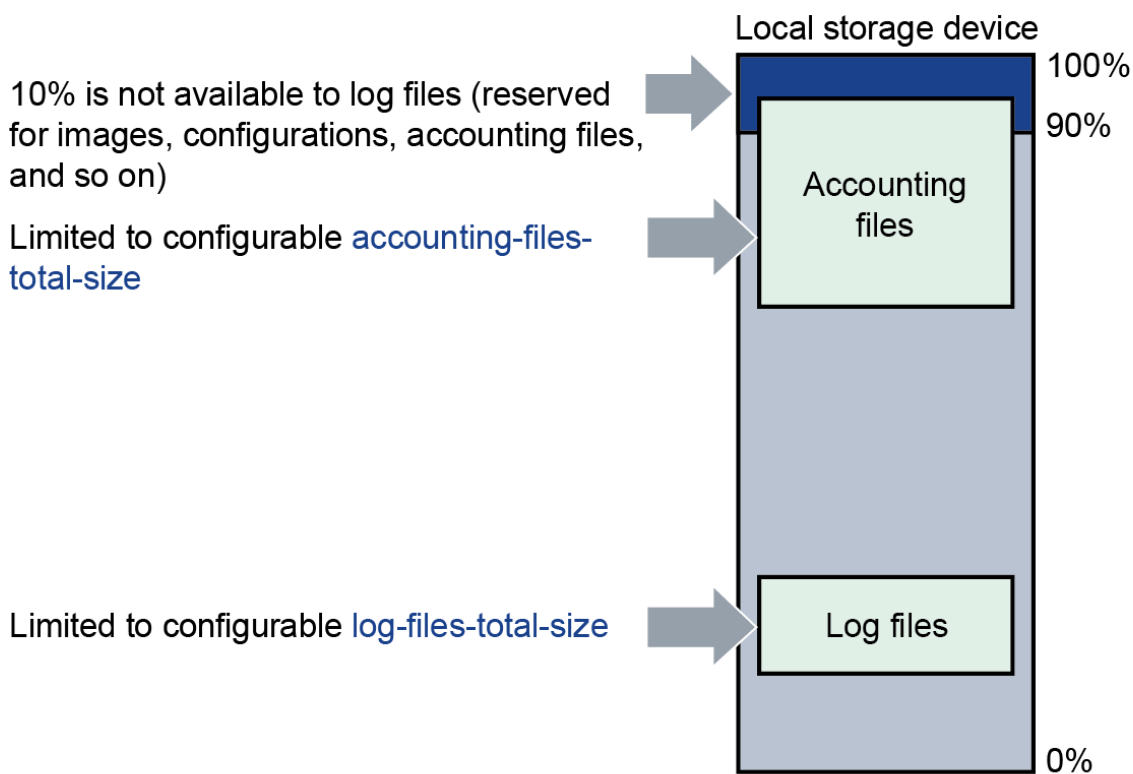 Local storage device
100%
10% is not available to log files (reserved
for images, configurations, accounting files,
and so on)
90%
Accounting
files
Limited to configurable accounting-files-
total-size
Limited to configurable log-files-total-size
Log files
0%